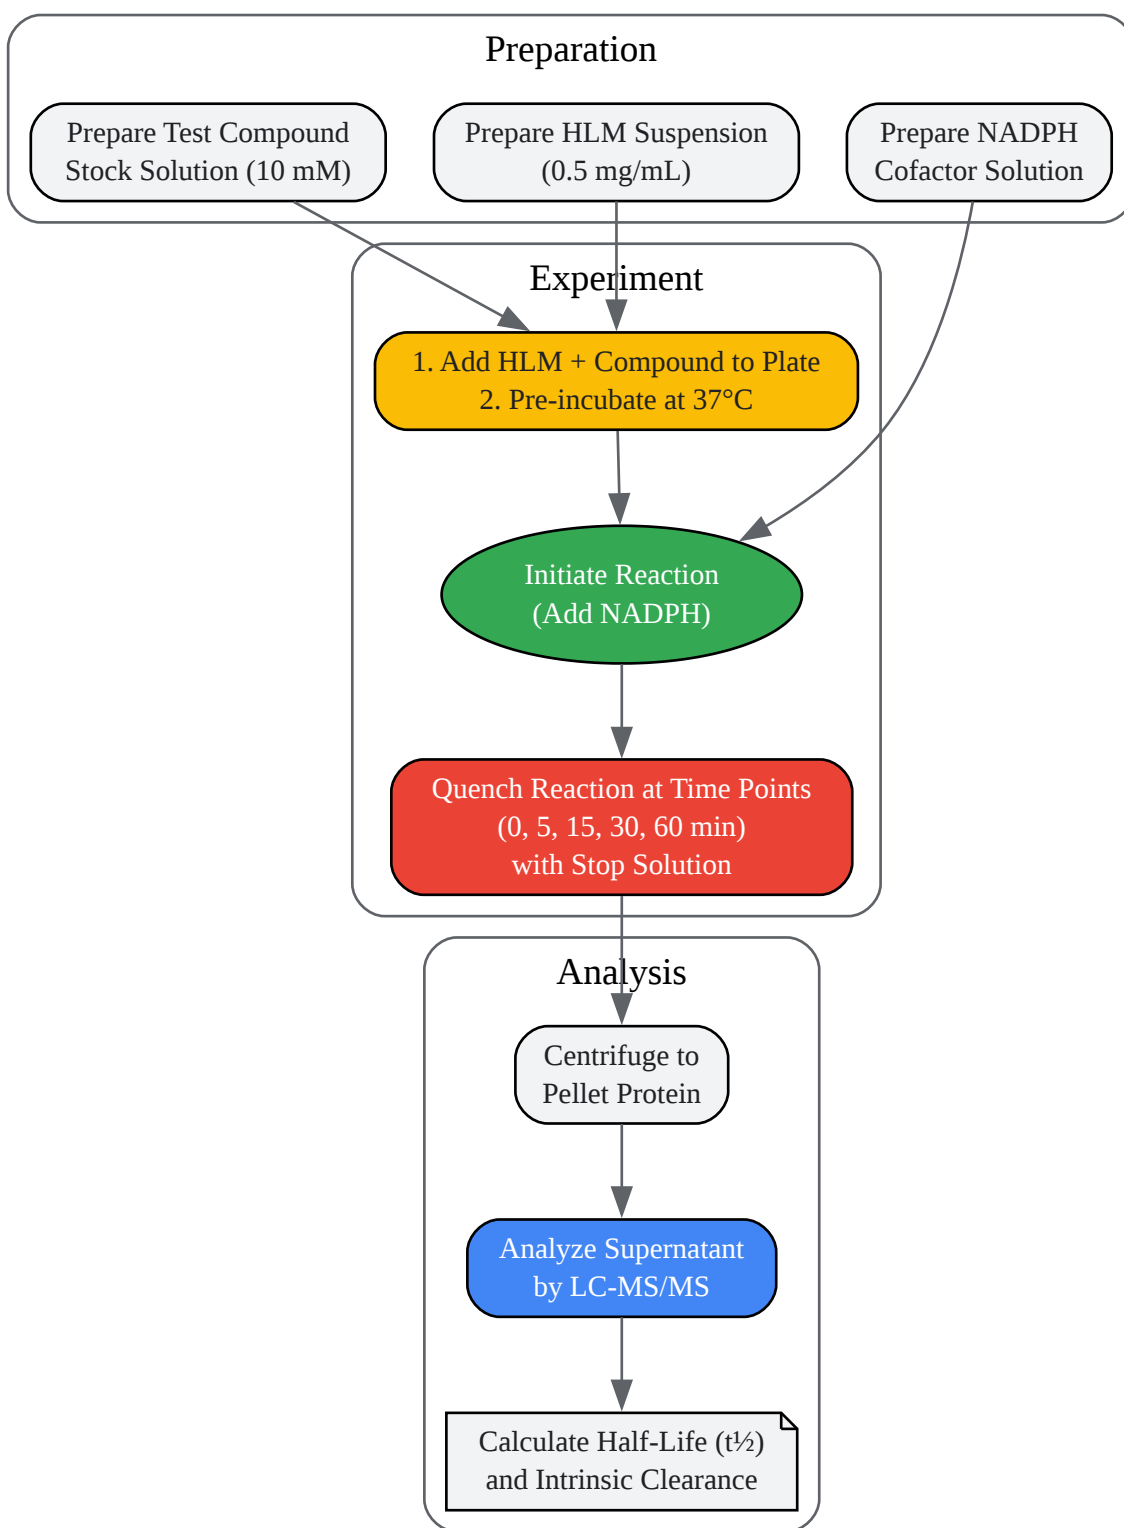 Preparation
Prepare Test Compound
Stock Solution (10 mM)
Prepare HLM Suspension
(0.5 mg/mL)
Prepare NADPH
Cofactor Solution
Experiment
1. Add HLM + Compound to Plate
2. Pre-incubate at 37°C
Initiate Reaction
(Add NADPH)
Quench Reaction at Time Points
(0, 5, 15, 30, 60 min)
with Stop Solution
Analysis
Centrifuge to
Pellet Protein
Analyze Supernatant
by LC-MS/MS
Calculate Half-Life (t½)
and Intrinsic Clearance